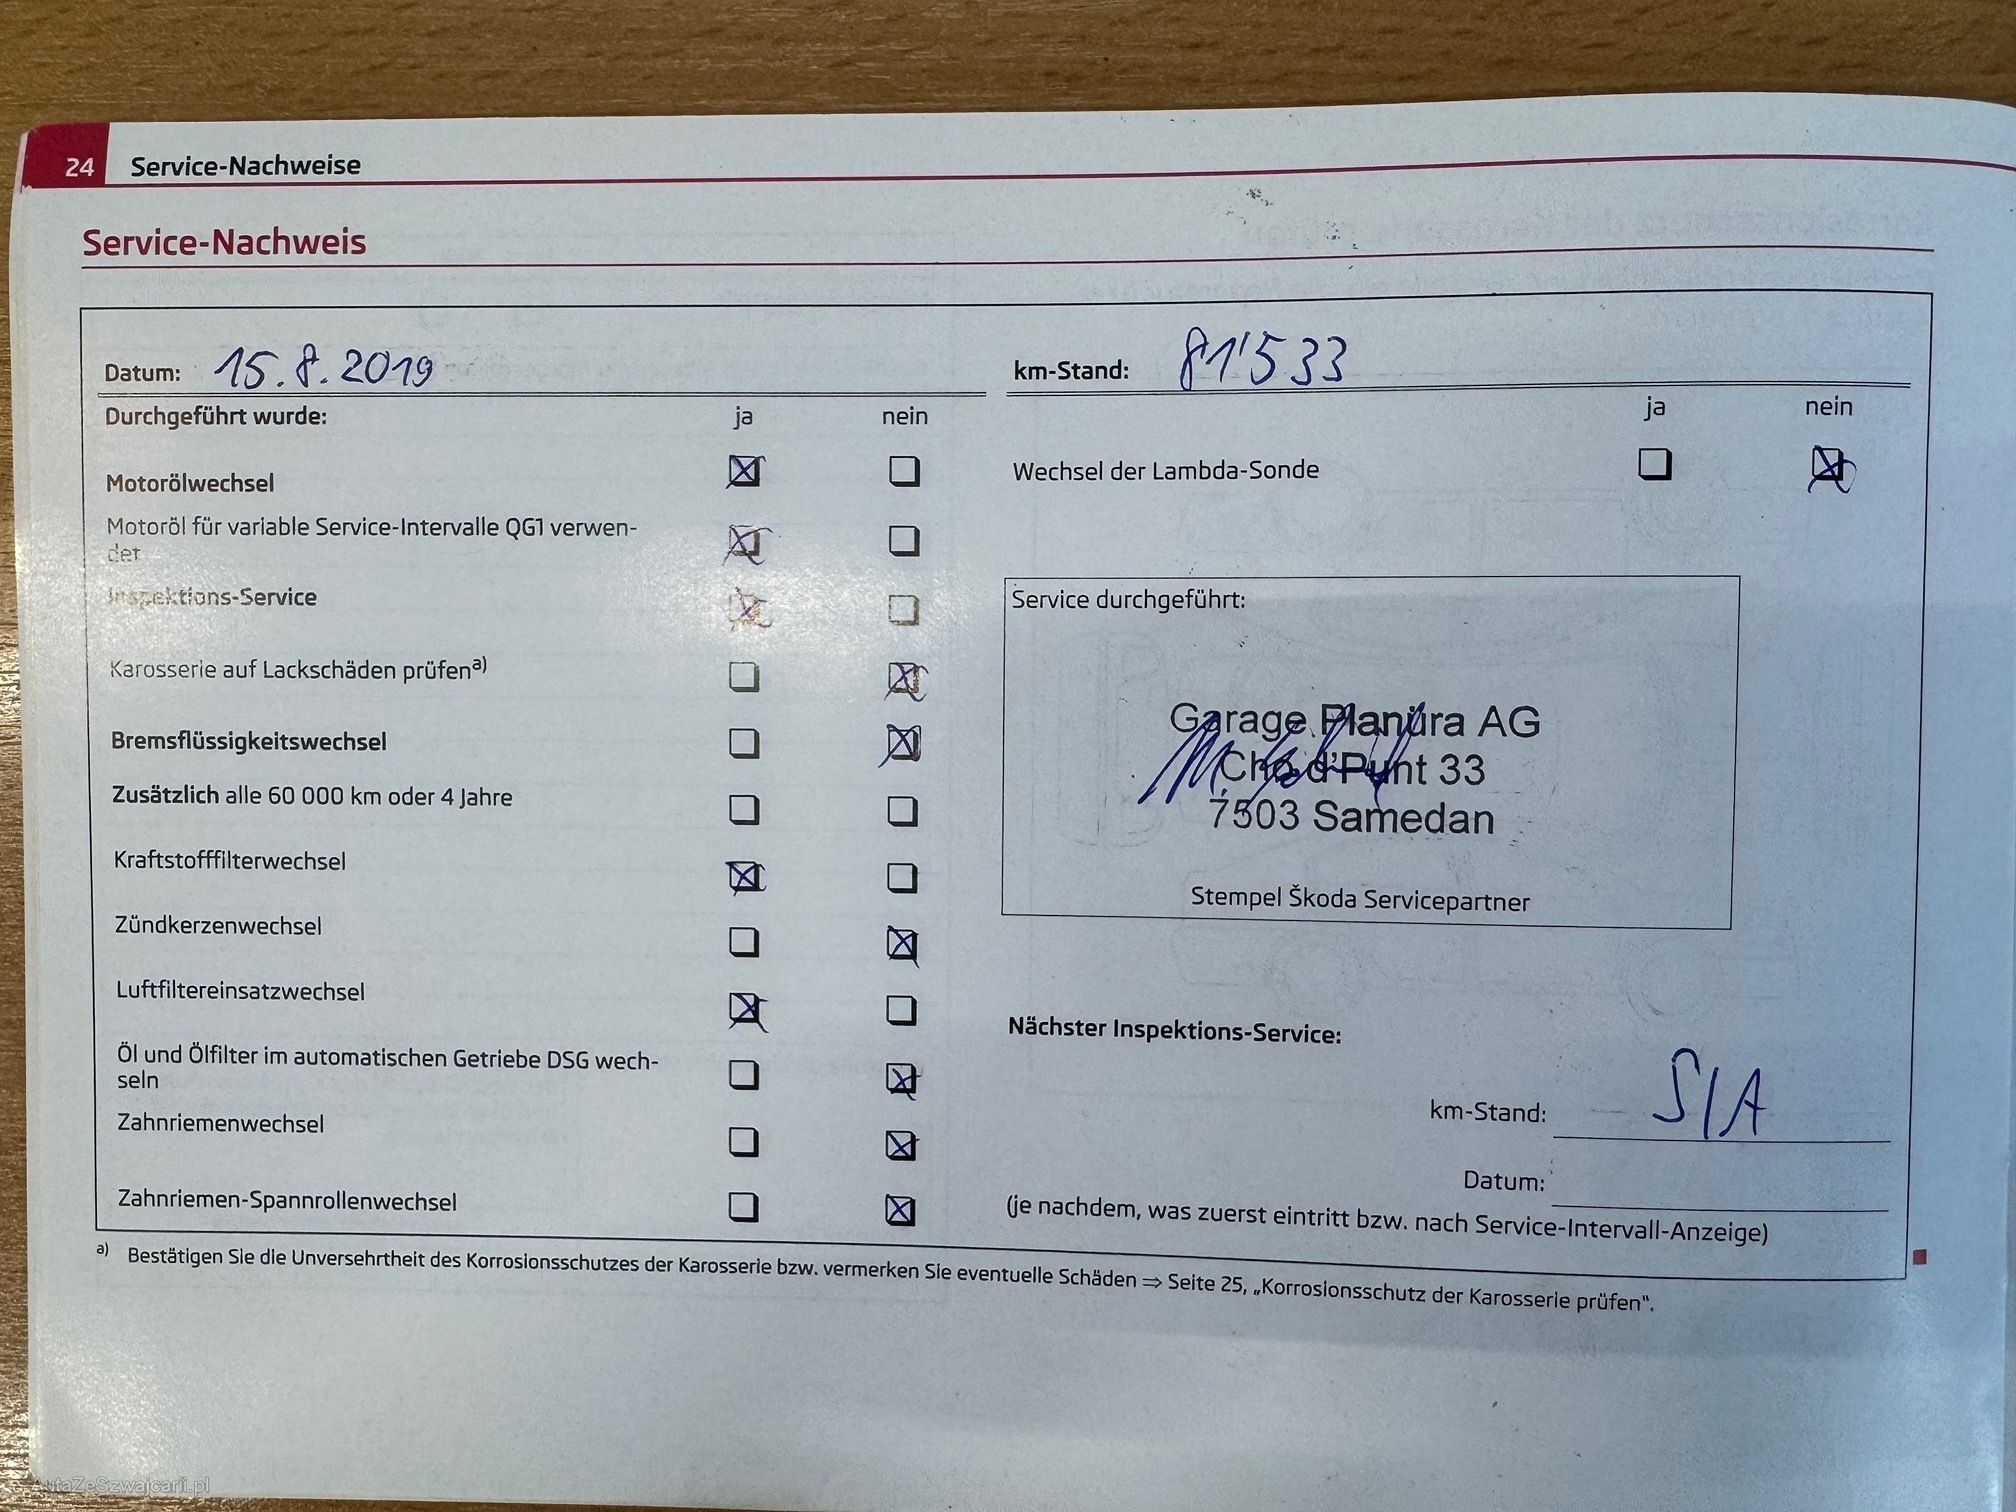 24 Service-Nachweise
Service-Nachweis
Datum: 15.8.2019
Durchgeführt wurde: ja nein
Motorölwechsel
Motoröl für variable Service-Intervalle QG1 verwen-
det
Inspektions-Service
Karosserie auf Lackschäden prüfen a)
Bremsflüssigkeitswechsel
Zusätzlich alle 60 000 km oder 4 Jahre
Kraftstofffilterwechsel
Zündkerzenwechsel
Luftfiltereinsatzwechsel
Öl und Ölfilter im automatischen Getriebe DSG wech-
seln
Zahnriemenwechsel
Zahnriemen-Spannrollenwechsel
km-Stand: 81'533
ja nein
Wechsel der Lambda-Sonde
Service durchgeführt:
Garage Planüra AG
Cho d'Punt 33
7503 Samedan
Stempel Škoda Servicepartner
Nächster Inspektions-Service:
km-Stand: SIA
Datum:
(je nachdem, was zuerst eintritt bzw. nach Service-Intervall-Anzeige)
a) Bestätigen Sie die Unversehrtheit des Korrosionsschutzes der Karosserie bzw. vermerken Sie eventuelle Schäden ⇒ Seite 25, „Korrosionsschutz der Karosserie prüfen“.
AutaZeSzwajcarii.pl